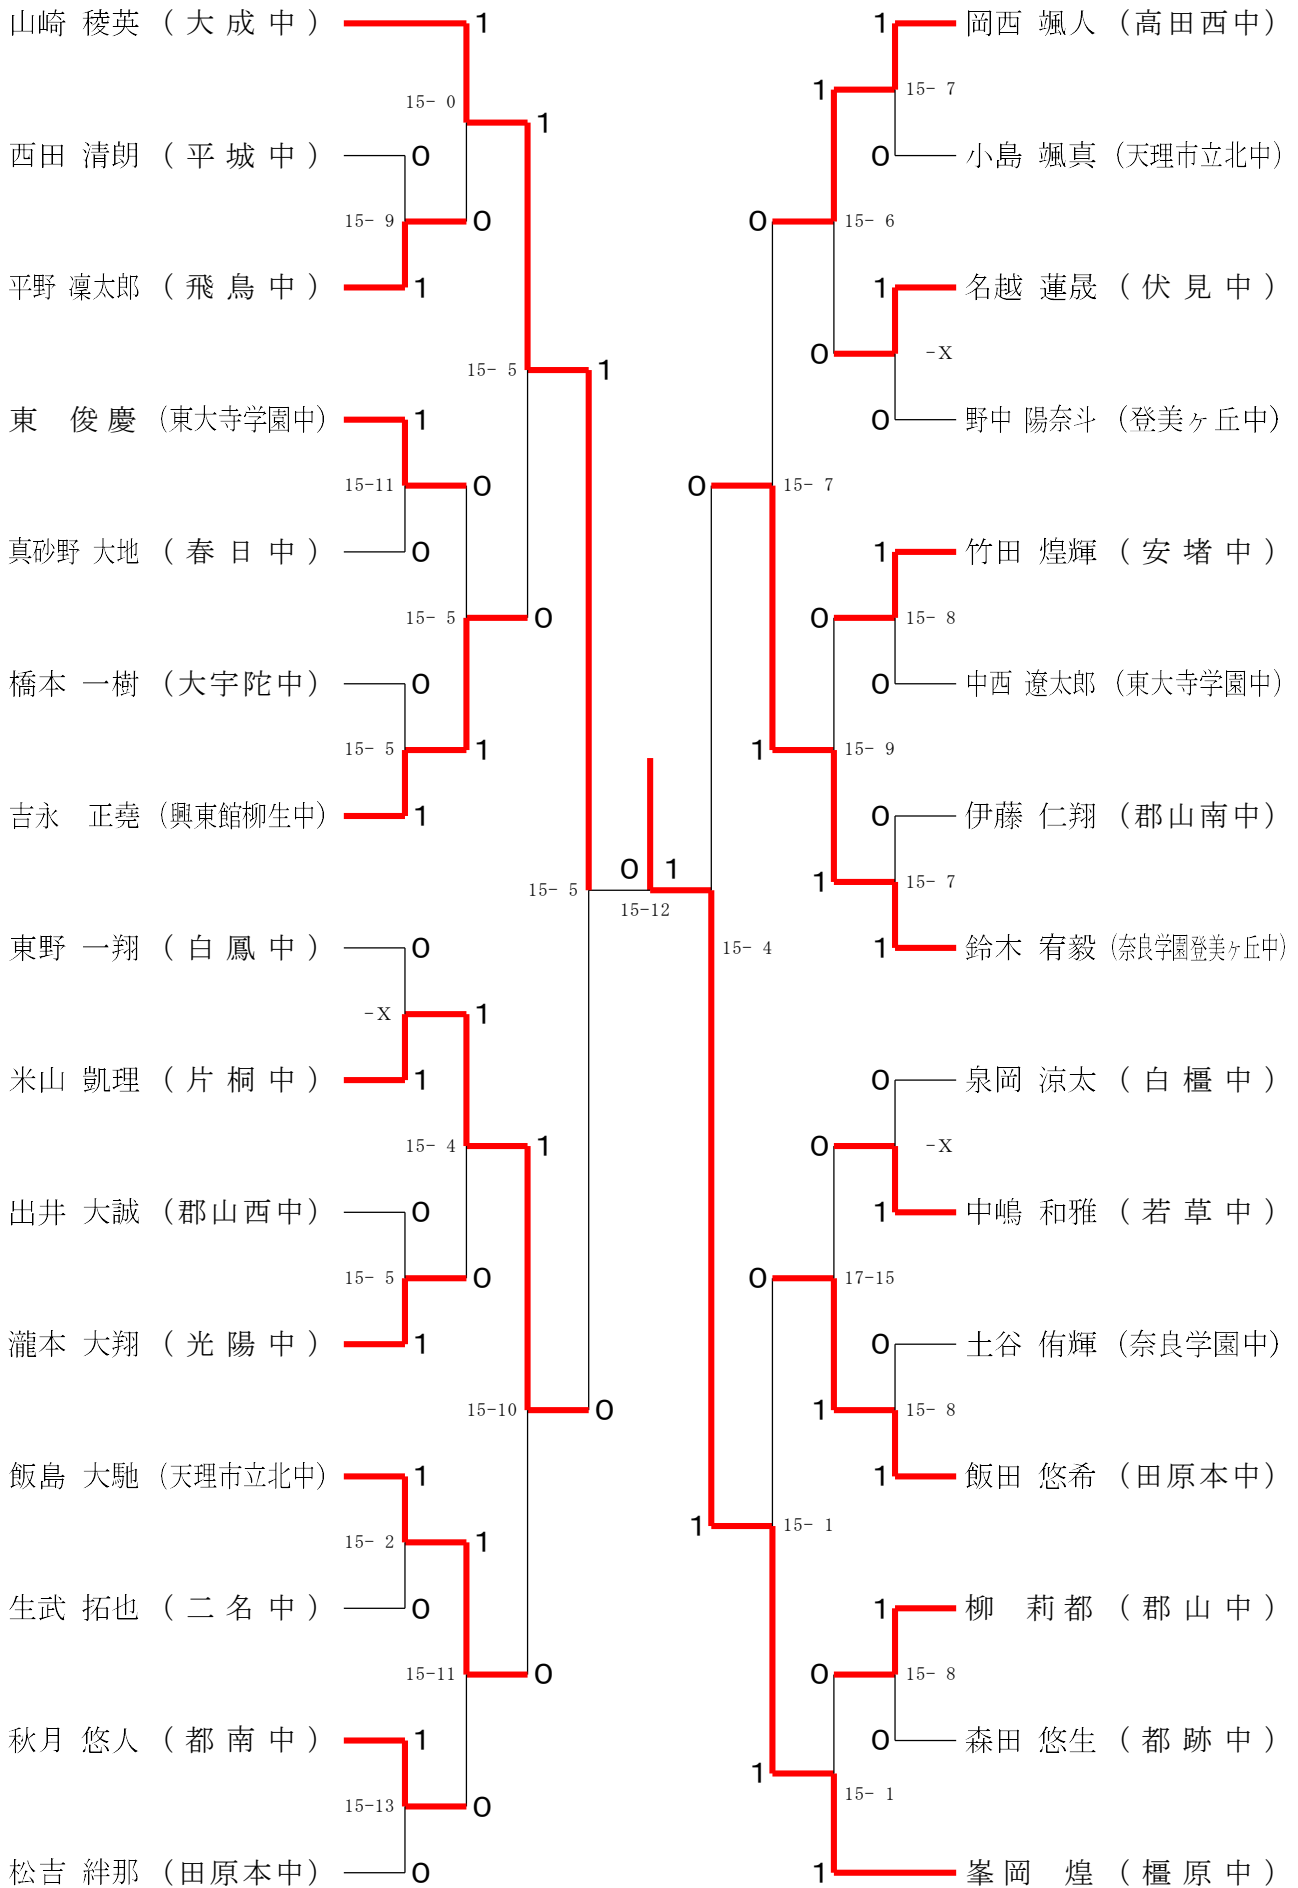 山崎 稜英 ( 大 成 中 ) 1
15- 0
1
西田 清朗 ( 平 城 中 ) 0
15- 9
0
平野 凜太郎 ( 飛 鳥 中 ) 1
15- 5
1
東 俊慶 (東大寺学園中) 1
15-11
0
真砂野 大地 ( 春 日 中 ) 0
15- 5
0
橋本 一樹 (大宇陀中) 0
15- 5
1
吉永 正堯 (興東館柳生中) 1
15- 5
0 1
15-12
東野 一翔 ( 白 鳳 中 ) 0
-X
1
米山 凱理 ( 片 桐 中 ) 1
15- 4
1
出井 大誠 (郡山西中) 0
15- 5
0
瀧本 大翔 ( 光 陽 中 ) 1
15-10
0
飯島 大馳 (天理市立北中) 1
15- 2
1
生武 拓也 ( 二 名 中 ) 0
15-11
0
秋月 悠人 ( 都 南 中 ) 1
15-13
0
松吉 絆那 (田原本中) 0
1 岡西 颯人 (高田西中)
1
15- 7
0 小島 颯真 (天理市立北中)
0
15- 6
1 名越 蓮晟 ( 伏 見 中 )
0
-X
0 野中 陽奈斗 (登美ヶ丘中)
0
15- 7
1 竹田 煌輝 ( 安 堵 中 )
0
15- 8
0 中西 遼太郎 (東大寺学園中)
1
15- 9
0 伊藤 仁翔 (郡山南中)
1
15- 7
1 鈴木 宥毅 (奈良学園登美ヶ丘中)
15- 4
0 泉岡 涼太 ( 白 橿 中 )
0
-X
1 中嶋 和雅 ( 若 草 中 )
0
17-15
0 土谷 侑輝 (奈良学園中)
1
15- 8
1 飯田 悠希 (田原本中)
1
15- 1
1 柳 莉都 ( 郡 山 中 )
0
15- 8
0 森田 悠生 ( 都 跡 中 )
1
15- 1
1 峯岡 煌 ( 橿 原 中 )